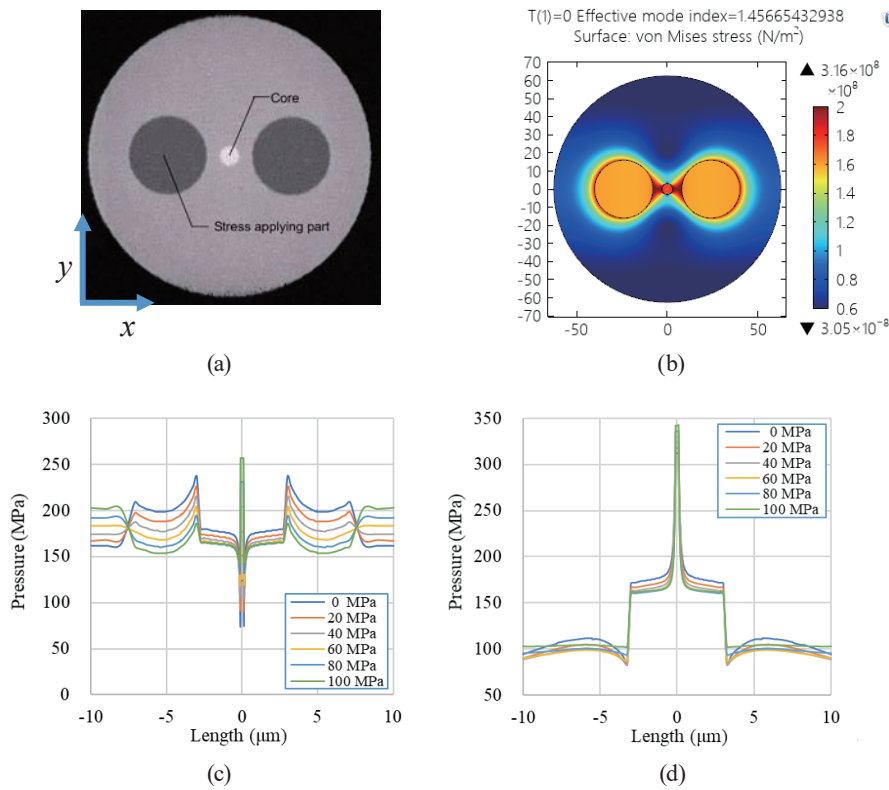 Core
Stress applying part
y
x
(a)
T(1)=0 Effective mode index=1.45665432938
Surface: von Mises stress (N/m²)
▲ 3.16×10⁸
×10⁸
70
60
50
40
30
20
10
0
-10
-20
-30
-40
-50
-60
-70
-50
0
50
2
1.8
1.6
1.4
1.2
1
0.8
0.6
▼ 3.05×10⁻⁸
(b)
300
250
200
150
100
50
0
Pressure (MPa)
-10
-5
0
5
10
Length (μm)
0 MPa
20 MPa
40 MPa
60 MPa
80 MPa
100 MPa
(c)
350
300
250
200
150
100
50
Pressure (MPa)
-10
-5
0
5
10
Length (μm)
0 MPa
20 MPa
40 MPa
60 MPa
80 MPa
100 MPa
(d)